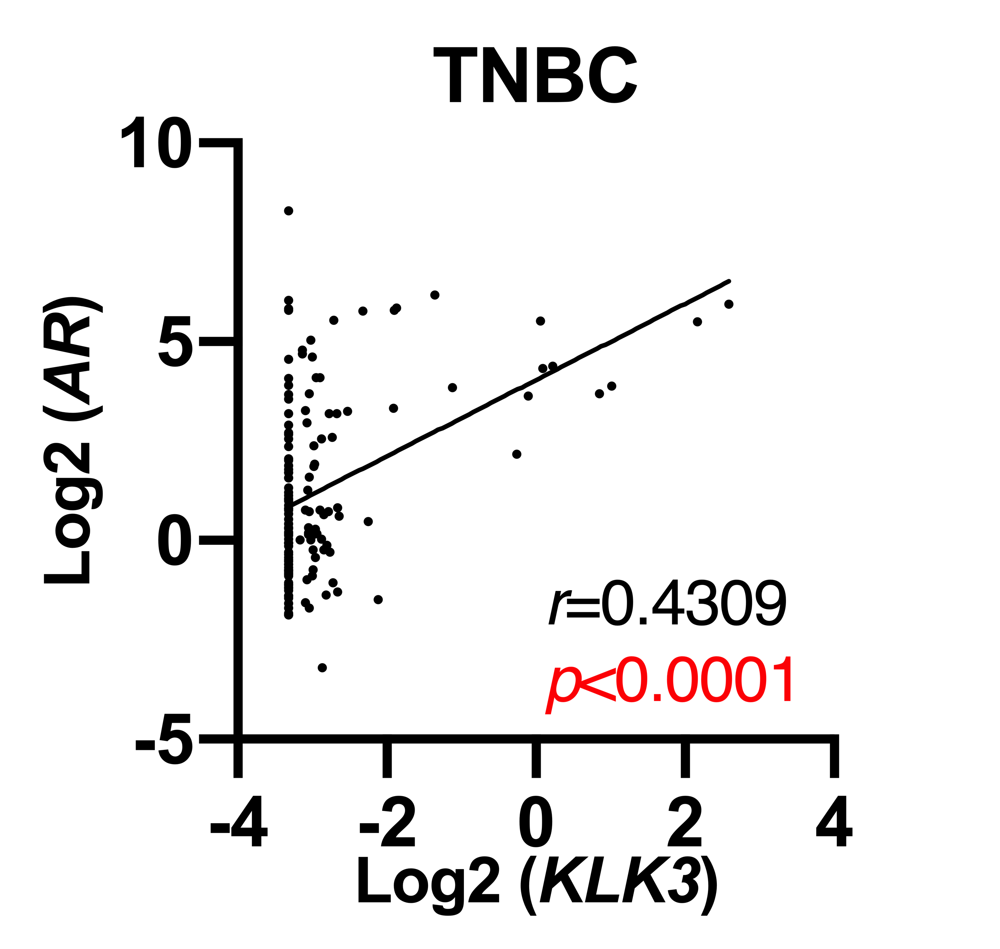 TNBC
10
5
0
-5
Log2 (AR)
r=0.4309
p<0.0001
-4 -2 0 2 4
Log2 (KLK3)